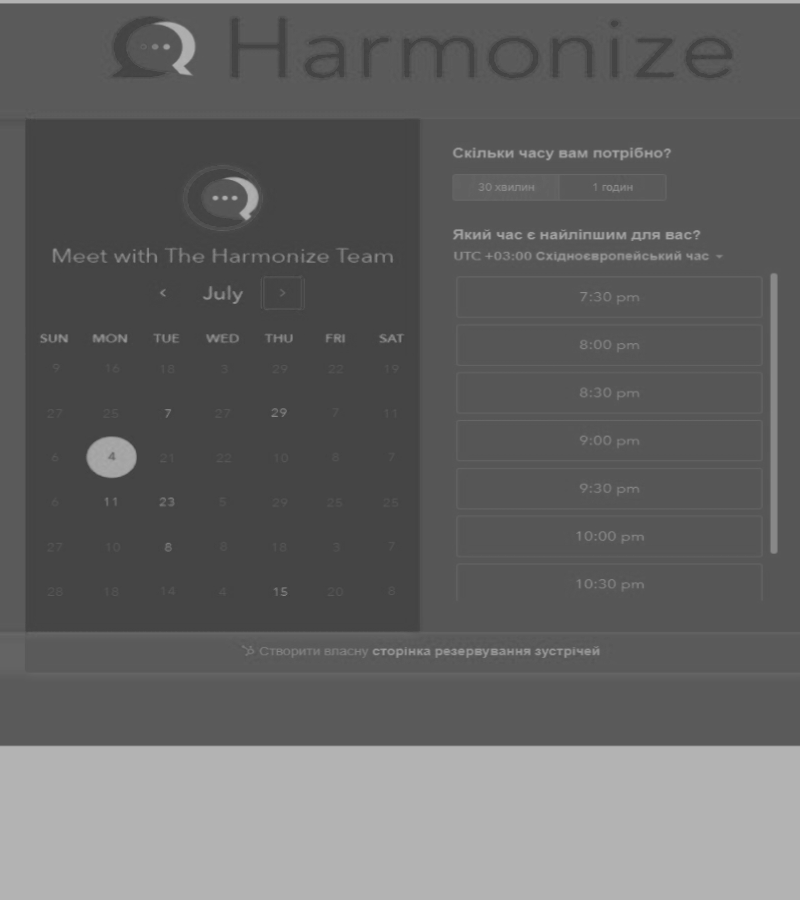 Harmonize
Meet with The Harmonize Team
July
SUN MON TUE WED THU FRI SAT
9 16 18 3 29 22 19
27 25 7 27 29 7 11
6 4 21 22 10 8 7
6 11 23 5 29 25 25
27 10 8 8 18 3 7
28 18 14 4 15 20 8
Скільки часу вам потрібно?
30 хвилин 1 годин
Який час є найліпшим для вас?
UTC +03:00 Східноєвропейський час
7:30 pm
8:00 pm
8:30 pm
9:00 pm
9:30 pm
10:00 pm
10:30 pm
Створити власну сторінка резервування зустрічей